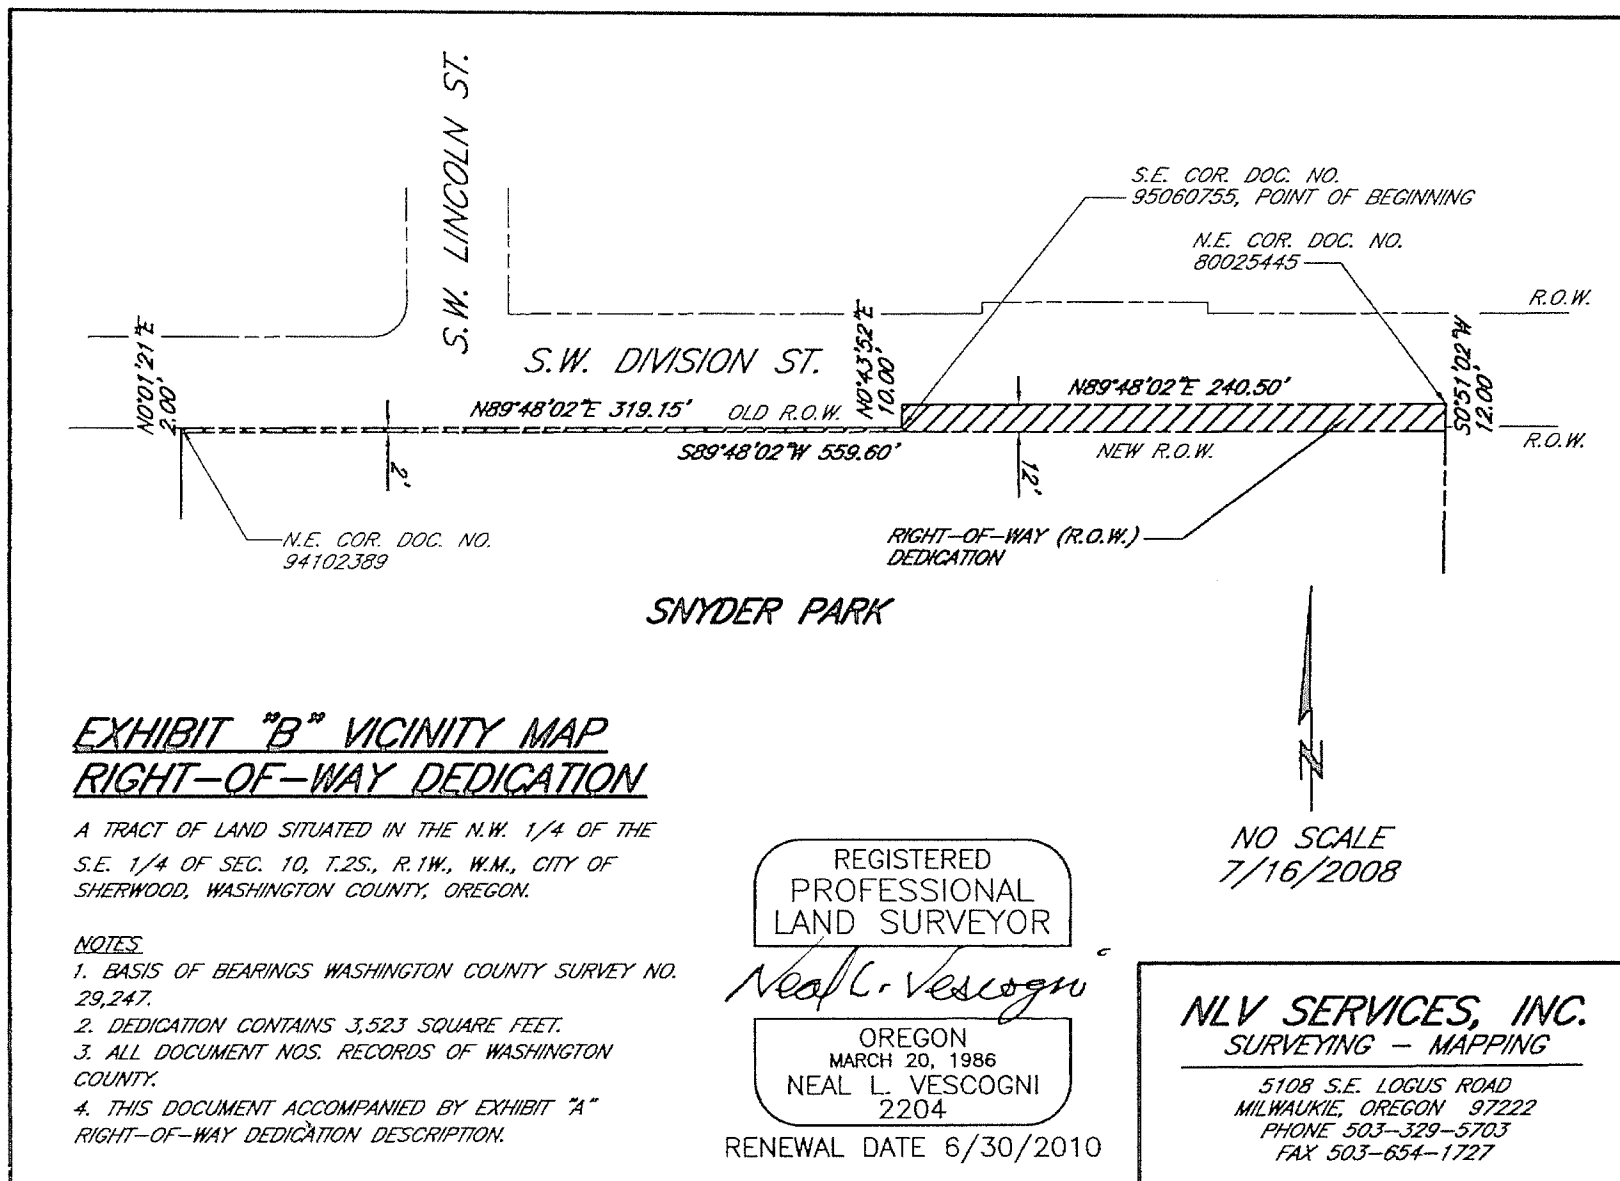 S.W. LINCOLN ST.
S.E. COR. DOC. NO.
95060755, POINT OF BEGINNING
N.E. COR. DOC. NO.
80025445
R.O.W.
N0°01'21"E
2.00'
S.W. DIVISION ST.
N0°43'52"E
10.00'
N89°48'02"E 240.50'
S0°51'02"W
12.00'
N89°48'02"E 319.15'
OLD R.O.W.
R.O.W.
S89°48'02"W 559.60'
NEW R.O.W.
2'
12'
N.E. COR. DOC. NO.
94102389
RIGHT-OF-WAY (R.O.W.)
DEDICATION
SNYDER PARK
EXHIBIT "B" VICINITY MAP
RIGHT-OF-WAY DEDICATION
A TRACT OF LAND SITUATED IN THE N.W. 1/4 OF THE
S.E. 1/4 OF SEC. 10, T.2S., R.1W., W.M., CITY OF
SHERWOOD, WASHINGTON COUNTY, OREGON.
NOTES
1. BASIS OF BEARINGS WASHINGTON COUNTY SURVEY NO.
29,247.
2. DEDICATION CONTAINS 3,523 SQUARE FEET.
3. ALL DOCUMENT NOS. RECORDS OF WASHINGTON
COUNTY.
4. THIS DOCUMENT ACCOMPANIED BY EXHIBIT "A"
RIGHT-OF-WAY DEDICATION DESCRIPTION.
REGISTERED
PROFESSIONAL
LAND SURVEYOR
Neal L. Vescogni
OREGON
MARCH 20, 1986
NEAL L. VESCOGNI
2204
RENEWAL DATE 6/30/2010
N
NO SCALE
7/16/2008
NLV SERVICES, INC.
SURVEYING - MAPPING
5108 S.E. LOGUS ROAD
MILWAUKIE, OREGON 97222
PHONE 503-329-5703
FAX 503-654-1727